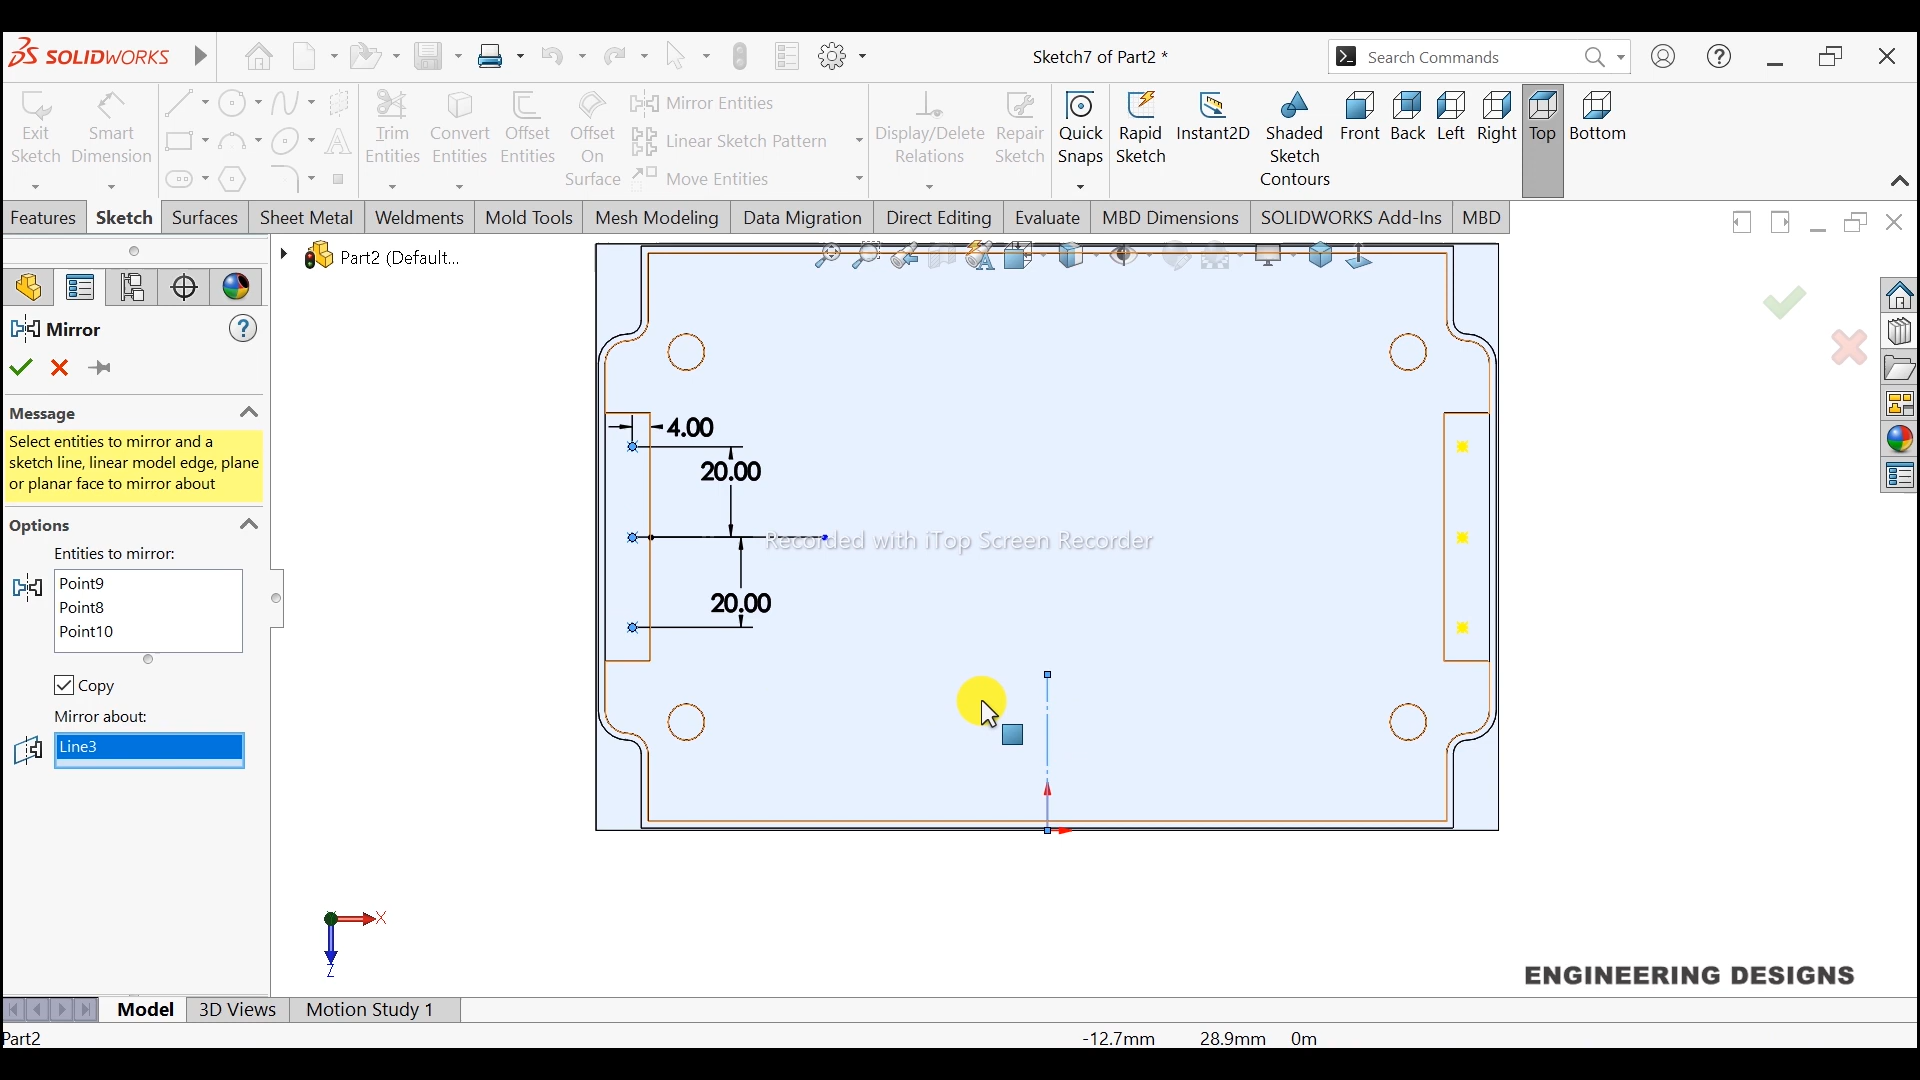 SOLIDWORKS
Sketch7 of Part2 *
Search Commands
Exit Sketch
Smart Dimension
Trim Entities
Convert Entities
Offset Entities
Offset On Surface
Mirror Entities
Linear Sketch Pattern
Move Entities
Display/Delete Relations
Repair Sketch
Quick Snaps
Rapid Sketch
Instant2D
Shaded Sketch Contours
Front
Back
Left
Right
Top
Bottom
Features
Sketch
Surfaces
Sheet Metal
Weldments
Mold Tools
Mesh Modeling
Data Migration
Direct Editing
Evaluate
MBD Dimensions
SOLIDWORKS Add-Ins
MBD
Part2 (Default...
Mirror
Message
Select entities to mirror and a
sketch line, linear model edge, plane
or planar face to mirror about
Options
Entities to mirror:
Point9
Point8
Point10
Copy
Mirror about:
Line3
4.00
20.00
Recorded with iTop Screen Recorder
20.00
X
Z
ENGINEERING DESIGNS
Model
3D Views
Motion Study 1
Part2
-12.7mm
28.9mm
0m